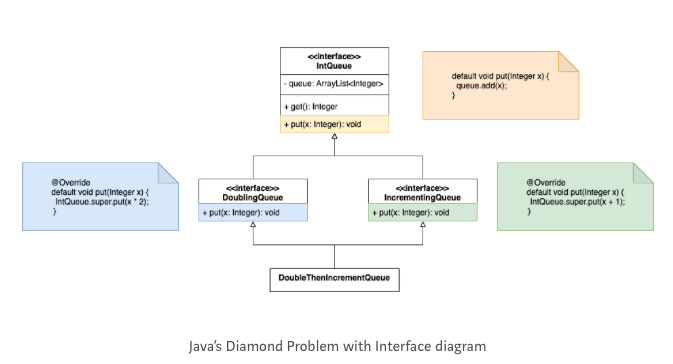 <<interface>>
IntQueue
- queue: ArrayList<Integer>
+ get(): Integer
+ put(x: Integer): void
default void put(Integer x) {
queue.add(x);
}
@Override
default void put(Integer x) {
IntQueue.super.put(x * 2);
}
<<interface>>
DoublingQueue
+ put(x: Integer): void
<<interface>>
IncrementingQueue
+ put(x: Integer): void
@Override
default void put(Integer x) {
IntQueue.super.put(x + 1);
}
DoubleThenIncrementQueue
Java's Diamond Problem with Interface diagram